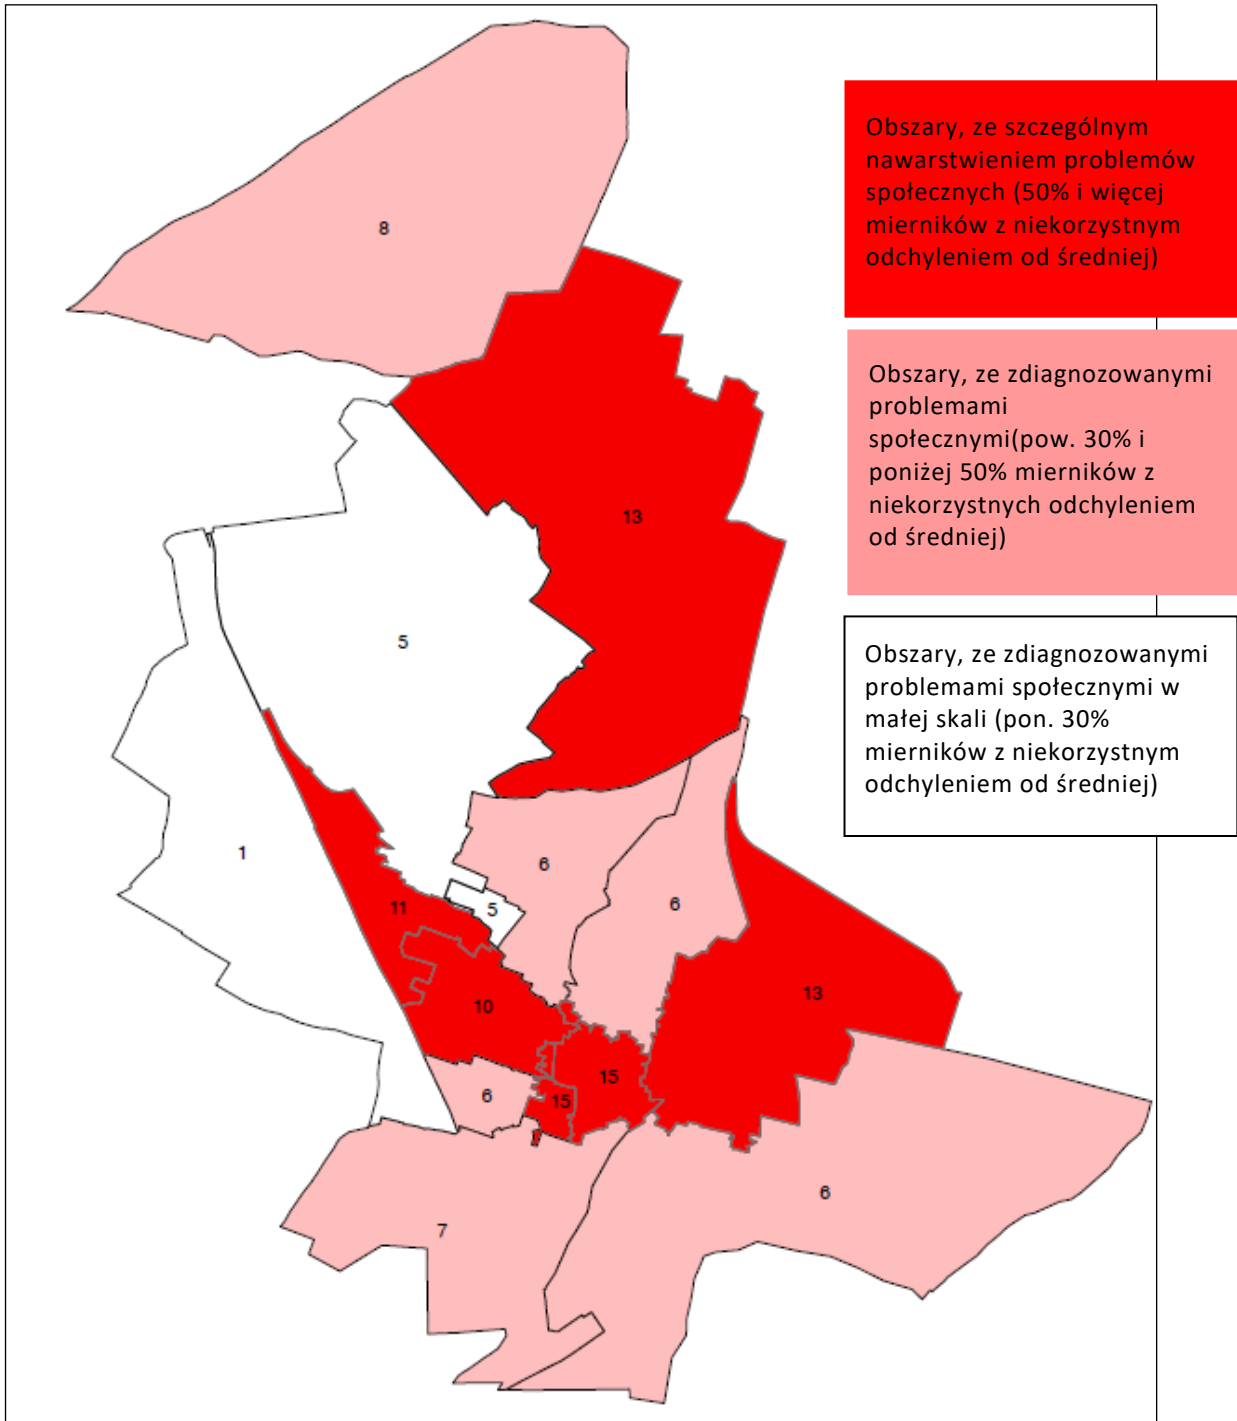 Obszary, ze szczególnym
nawarstwieniem problemów
społecznych (50% i więcej
mierników z niekorzystnym
odchyleniem od średniej)
Obszary, ze zdiagnozowanymi
problemami
społecznymi(pow. 30% i
poniżej 50% mierników z
niekorzystnych odchyleniem
od średniej)
Obszary, ze zdiagnozowanymi
problemami społecznymi w
małej skali (pon. 30%
mierników z niekorzystnym
odchyleniem od średniej)
8
13
5
1
6
6
5
11
13
10
15
6
15
6
7